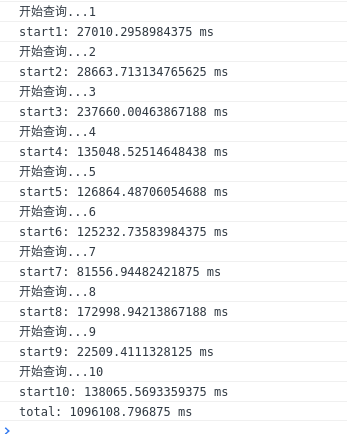 开始查询...1
start1: 27010.2958984375 ms
开始查询...2
start2: 28663.713134765625 ms
开始查询...3
start3: 237660.00463867188 ms
开始查询...4
start4: 135048.52514648438 ms
开始查询...5
start5: 126864.48706054688 ms
开始查询...6
start6: 125232.73583984375 ms
开始查询...7
start7: 81556.94482421875 ms
开始查询...8
start8: 172998.94213867188 ms
开始查询...9
start9: 22509.4111328125 ms
开始查询...10
start10: 138065.5693359375 ms
total: 1096108.796875 ms